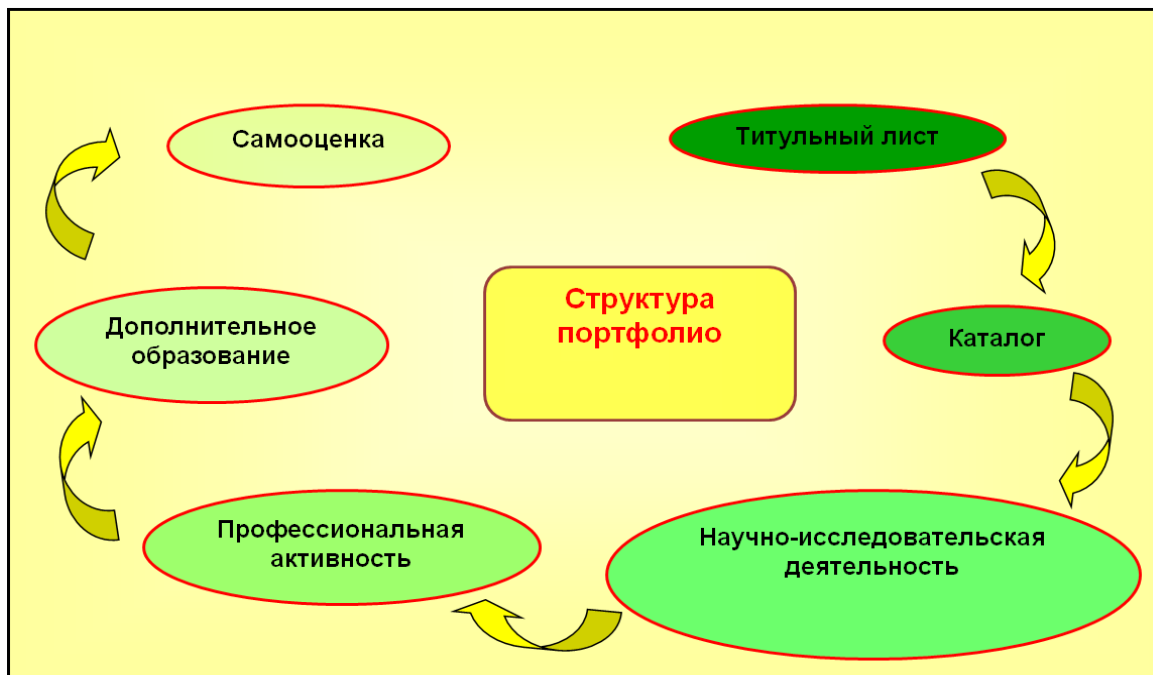 Самооценка
Титульный лист
Структура
портфолио
Дополнительное
образование
Каталог
Профессиональная
активность
Научно-исследовательская
деятельность